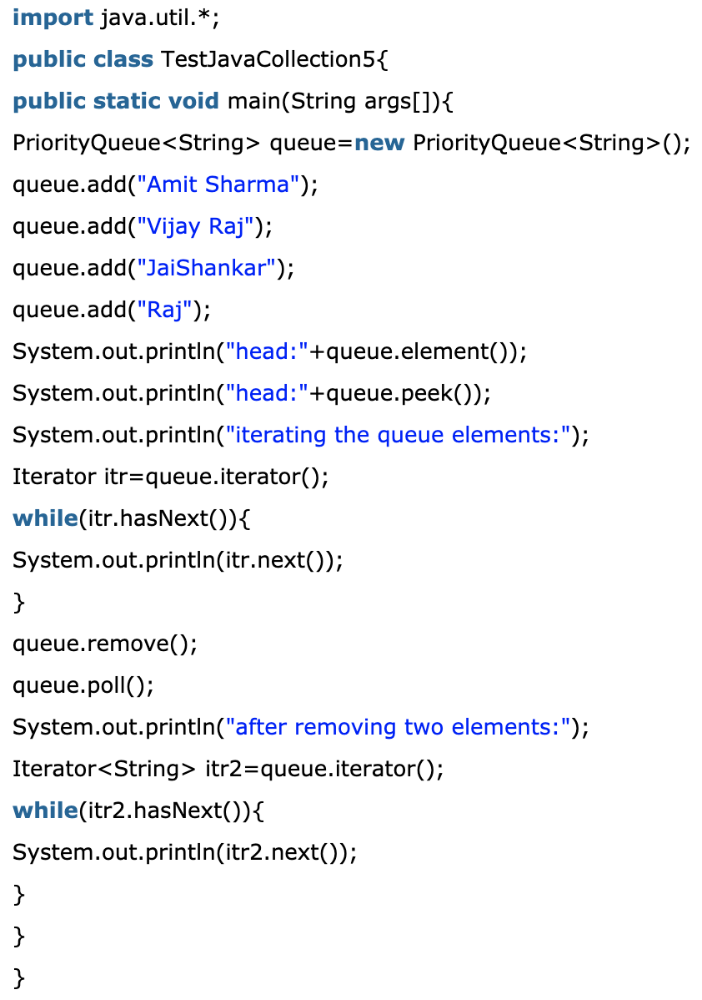 import java.util.*;
public class TestJavaCollection5{
public static void main(String args[]){
PriorityQueue<String> queue=new PriorityQueue<String>();
queue.add("Amit Sharma");
queue.add("Vijay Raj");
queue.add("JaiShankar");
queue.add("Raj");
System.out.println("head:"+queue.element());
System.out.println("head:"+queue.peek());
System.out.println("iterating the queue elements:");
Iterator itr=queue.iterator();
while(itr.hasNext()){
System.out.println(itr.next());
}
queue.remove();
queue.poll();
System.out.println("after removing two elements:");
Iterator<String> itr2=queue.iterator();
while(itr2.hasNext()){
System.out.println(itr2.next());
}
}
}